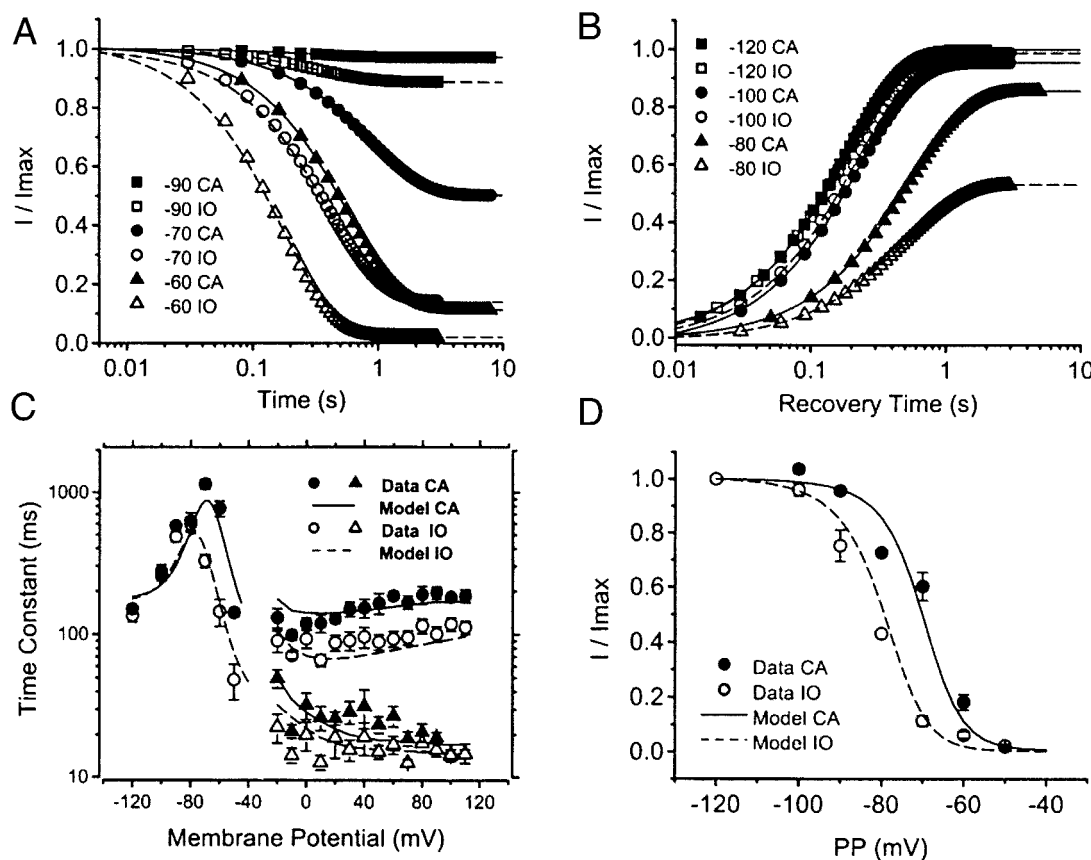 A
I / Imax
1.0
0.8
0.6
0.4
0.2
0.0
-90 CA
-90 IO
-70 CA
-70 IO
-60 CA
-60 IO
0.01
0.1
1
10
Time (s)
B
I / Imax
1.0
0.8
0.6
0.4
0.2
0.0
-120 CA
-120 IO
-100 CA
-100 IO
-80 CA
-80 IO
0.01
0.1
1
10
Recovery Time (s)
C
Time Constant (ms)
1000
100
10
Data CA
Model CA
Data IO
Model IO
-120
-80
-40
0
40
80
120
Membrane Potential (mV)
D
I / Imax
1.0
0.8
0.6
0.4
0.2
0.0
Data CA
Data IO
Model CA
Model IO
-120
-100
-80
-60
-40
PP (mV)